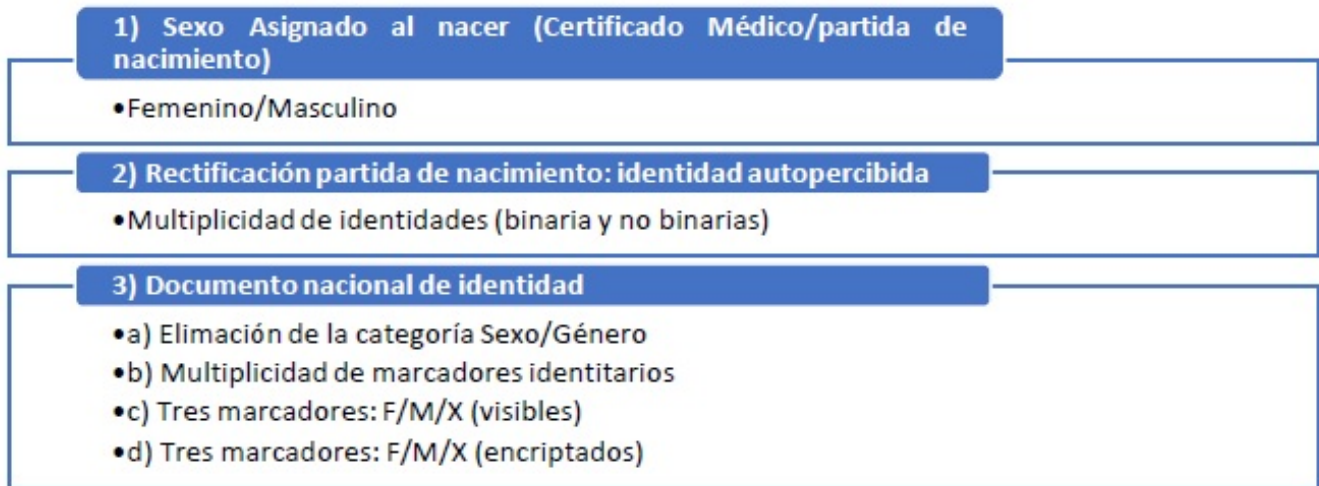 1) Sexo Asignado al nacer (Certificado Médico/partida de
nacimiento)
•Femenino/Masculino
2) Rectificación partida de nacimiento: identidad autopercibida
•Multiplicidad de identidades (binaria y no binarias)
3) Documento nacional de identidad
•a) Elimación de la categoría Sexo/Género
•b) Multiplicidad de marcadores identitarios
•c) Tres marcadores: F/M/X (visibles)
•d) Tres marcadores: F/M/X (encriptados)